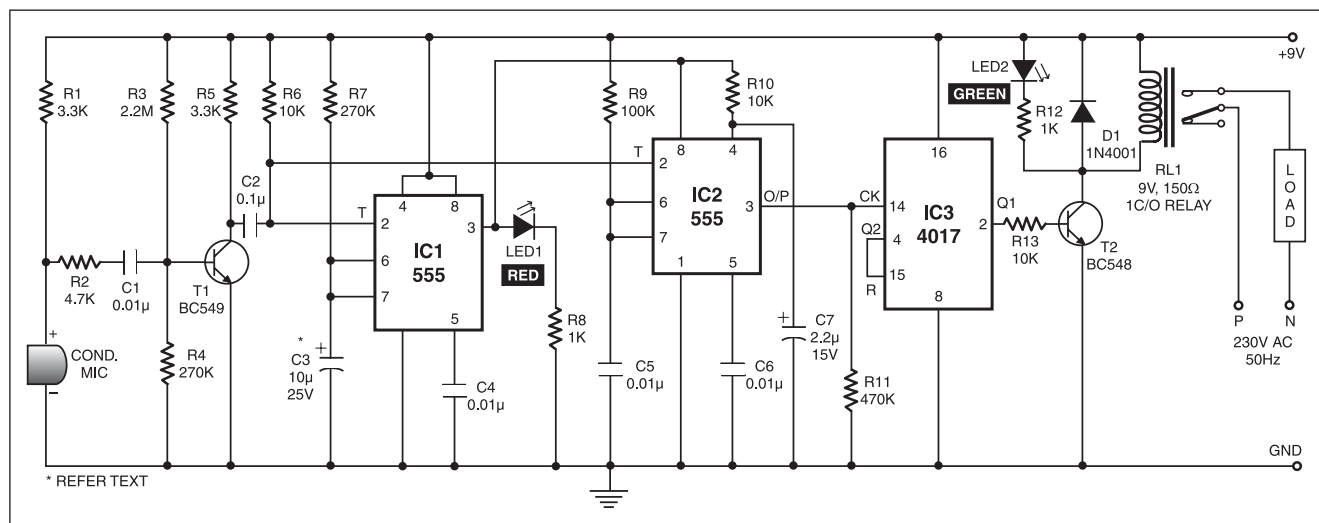 R1
3.3K
R3
2.2M
R5
3.3K
R6
10K
R7
270K
R9
100K
R10
10K
LED2
GREEN
R12
1K
D1
1N4001
RL1
9V, 150Ω
1C/O RELAY
+9V
LOAD
C2
0.1µ
T
2
4
8
3
6
7
5
IC1
555
LED1
RED
R8
1K
T
2
8
4
6
7
3
1
5
IC2
555
O/P
CK
14
16
Q2
4
15
R
8
2
IC3
4017
Q1
R13
10K
T2
BC548
R2
4.7K
C1
0.01µ
T1
BC549
+
COND.
MIC
–
R4
270K
*
+
C3
10µ
25V
C4
0.01µ
C5
0.01µ
C6
0.01µ
+
C7
2.2µ
15V
R11
470K
P
N
230V AC
50Hz
GND
* REFER TEXT